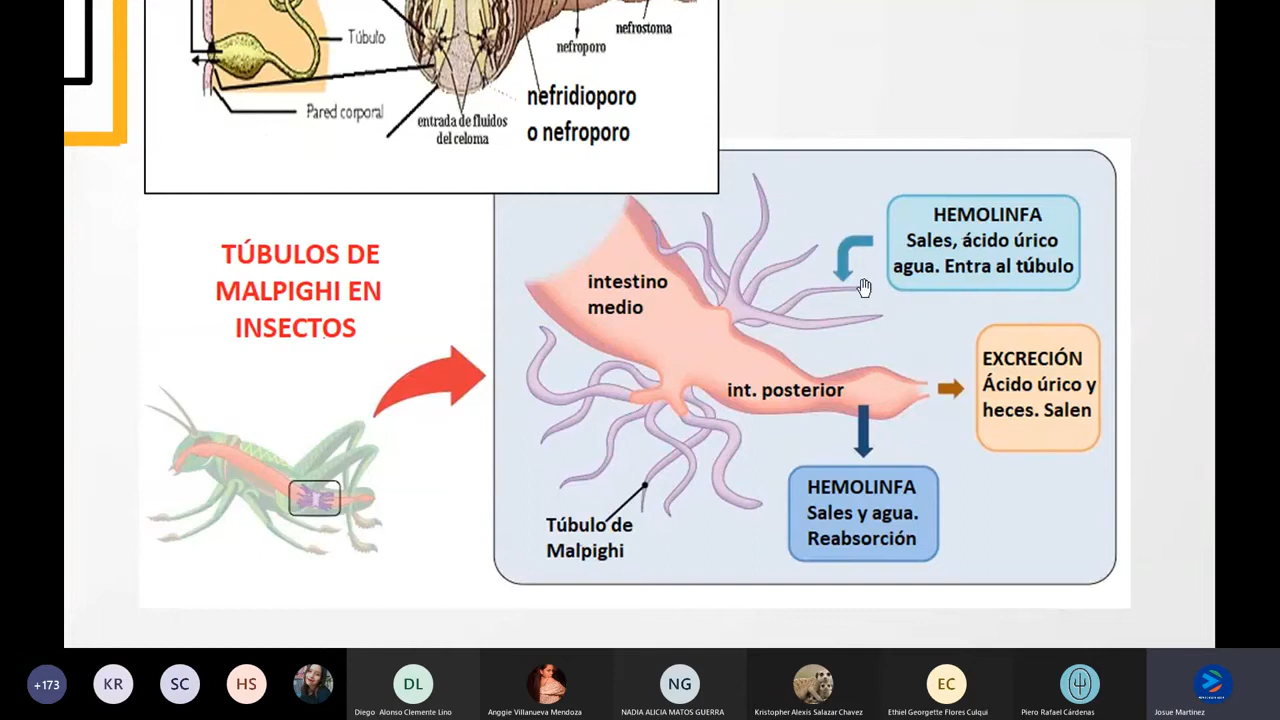 Túbulo
nefrostoma
nefroporo
Pared corporal
entrada de fluidos
del celoma
nefridioporo
o nefroporo
TÚBULOS DE
MALPIGHI EN
INSECTOS
intestino
medio
HEMOLINFA
Sales, ácido úrico
agua. Entra al túbulo
EXCRECIÓN
Ácido úrico y
heces. Salen
int. posterior
HEMOLINFA
Sales y agua.
Reabsorción
Túbulo de
Malpighi
+173
KR
SC
HS
DL
Diego Alonso Clemente Lino
Anggie Villanueva Mendoza
NG
NADIA ALICIA MATOS GUERRA
Kristopher Alexis Salazar Chavez
EC
Ethiel Georgette Flores Culqui
Piero Rafael Cárdenas
Josue Martinez